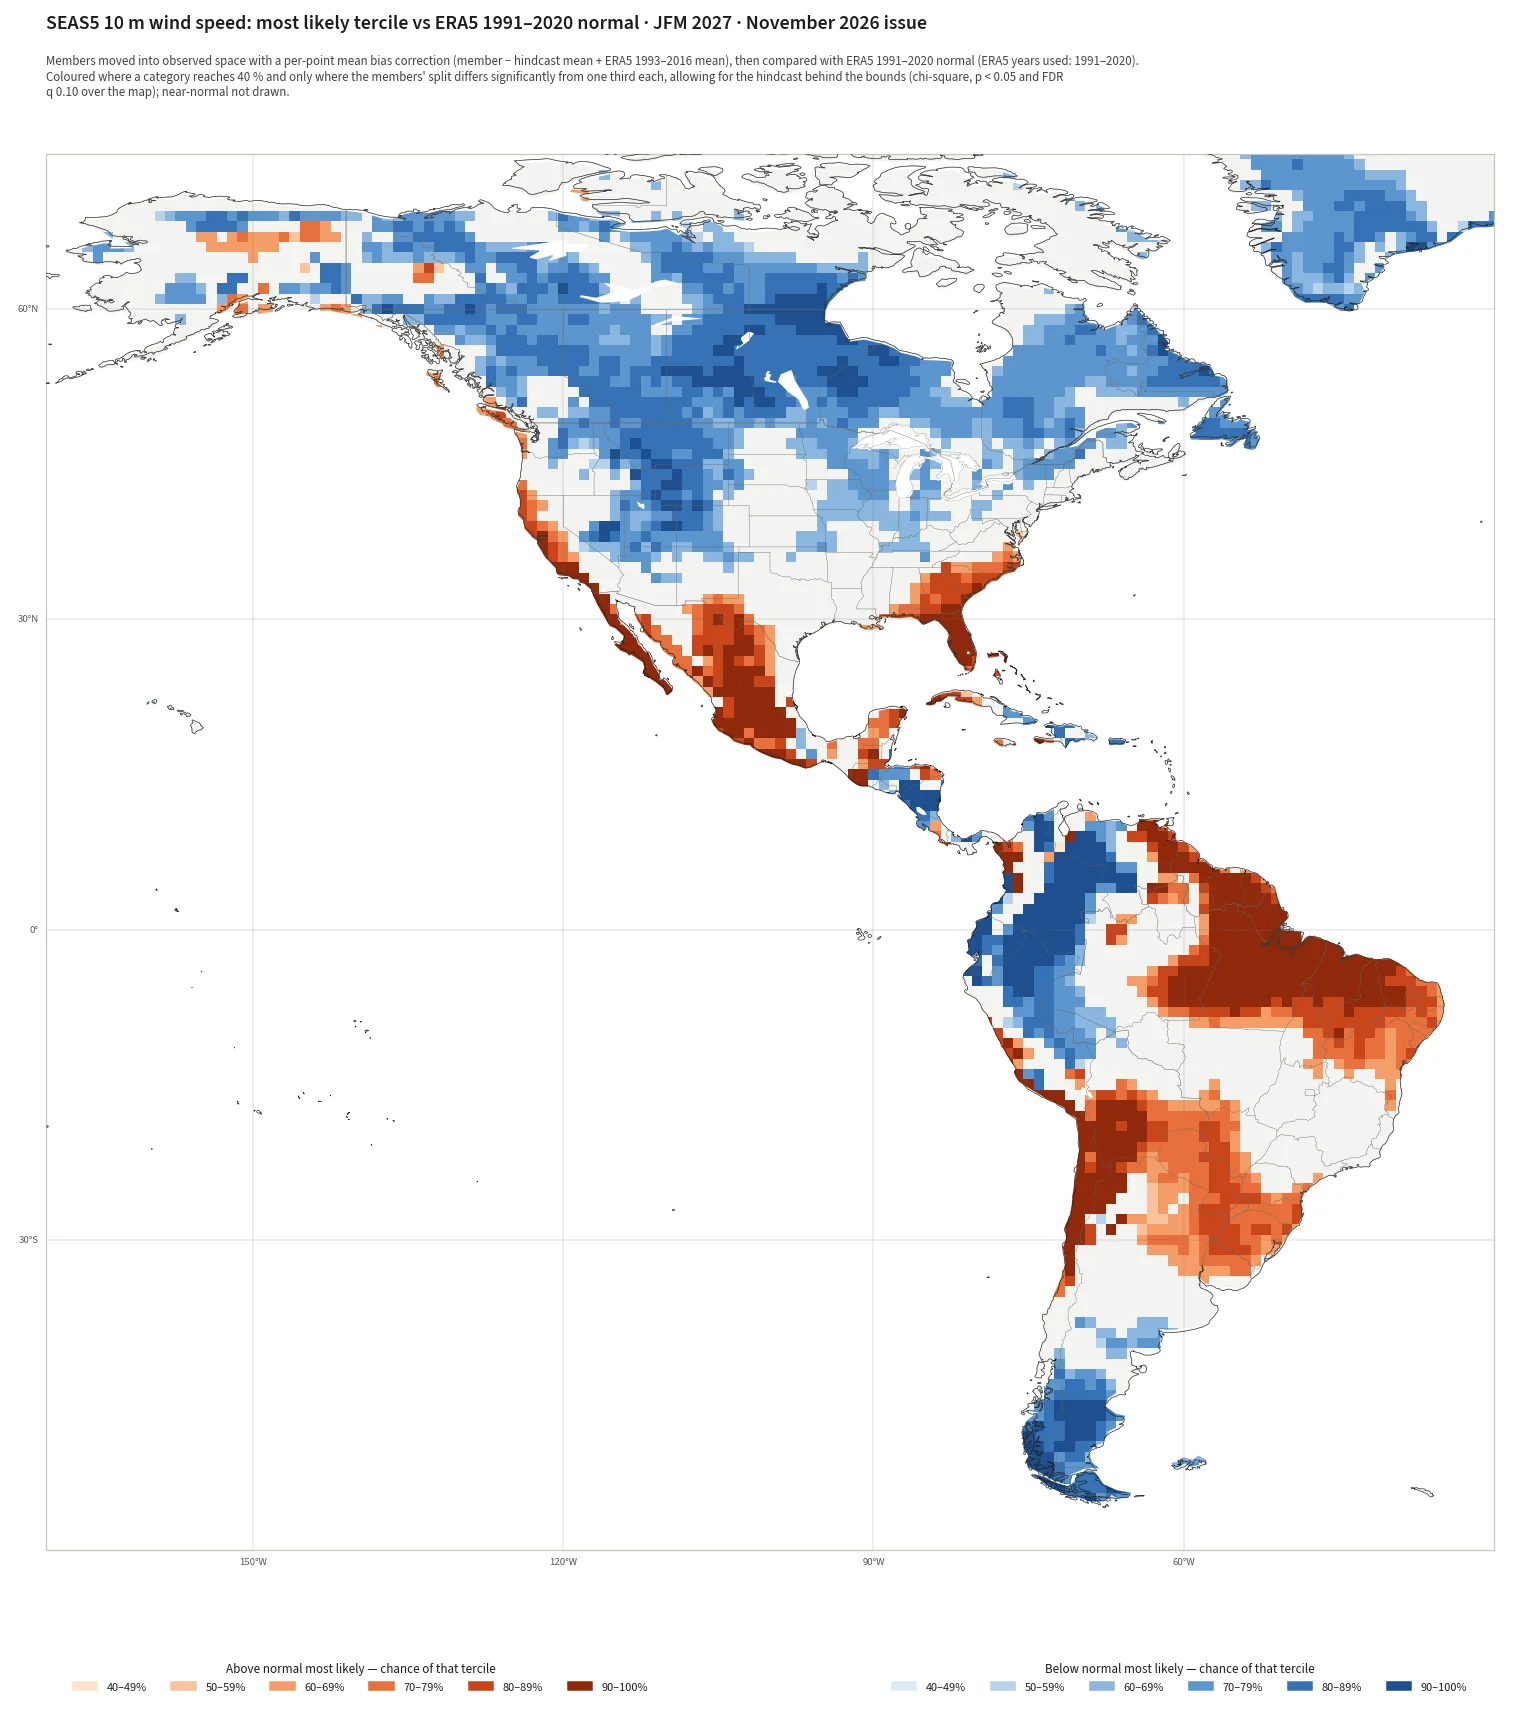 SEAS5 10 m wind speed: most likely tercile vs ERA5 1991–2020 normal · JFM 2027 · November 2026 issue
Members moved into observed space with a per-point mean bias correction (member − hindcast mean + ERA5 1993–2016 mean), then compared with ERA5 1991–2020 normal (ERA5 years used: 1991–2020).
Coloured where a category reaches 40 % and only where the members' split differs significantly from one third each, allowing for the hindcast behind the bounds (chi-square, p < 0.05 and FDR
q 0.10 over the map); near-normal not drawn.
60°N
30°N
0°
30°S
150°W
120°W
90°W
60°W
Above normal most likely — chance of that tercile
40–49%
50–59%
60–69%
70–79%
80–89%
90–100%
Below normal most likely — chance of that tercile
40–49%
50–59%
60–69%
70–79%
80–89%
90–100%